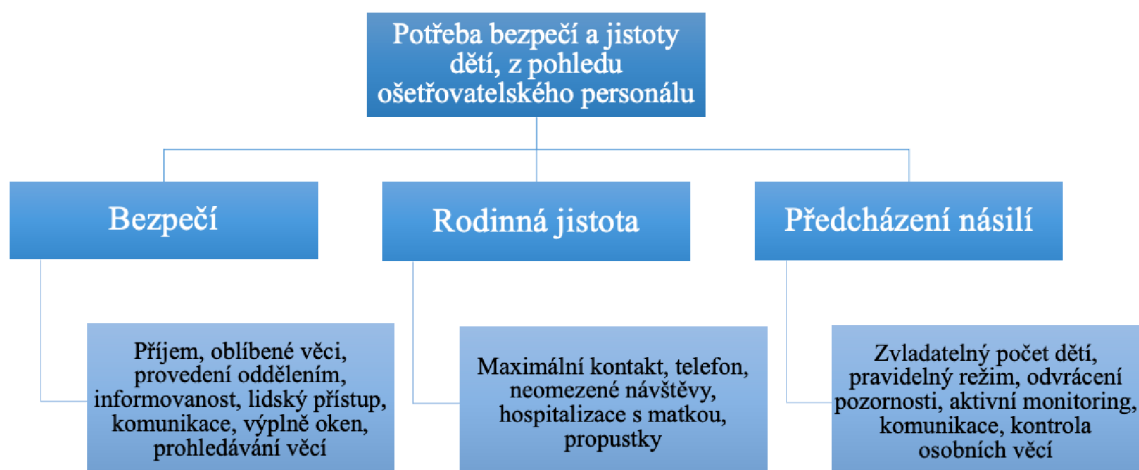 Potřeba bezpečí a jistoty
dětí, z pohledu
ošetřovatelského personálu
Bezpečí
Rodinná jistota
Předcházení násilí
Příjem, oblíbené věci,
provedení oddělením,
informovanost, lidský přístup,
komunikace, výplně oken,
prohledávání věcí
Maximální kontakt, telefon,
neomezené návštěvy,
hospitalizace s matkou,
propustky
Zvladatelný počet dětí,
pravidelný režim, odvrácení
pozornosti, aktivní monitoring,
komunikace, kontrola
osobních věcí